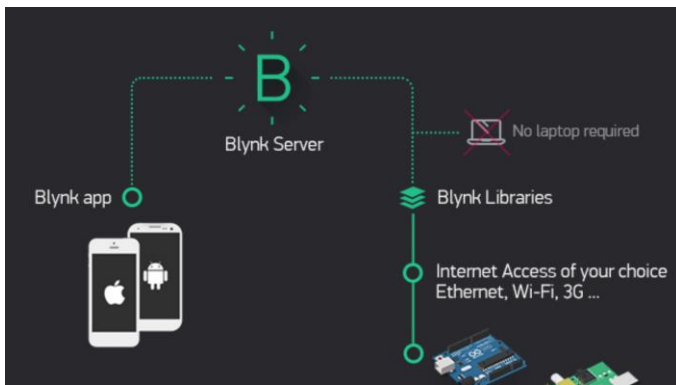 B
Blynk Server
No laptop required
Blynk app
Blynk Libraries
Internet Access of your choice
Ethernet, Wi-Fi, 3G ...